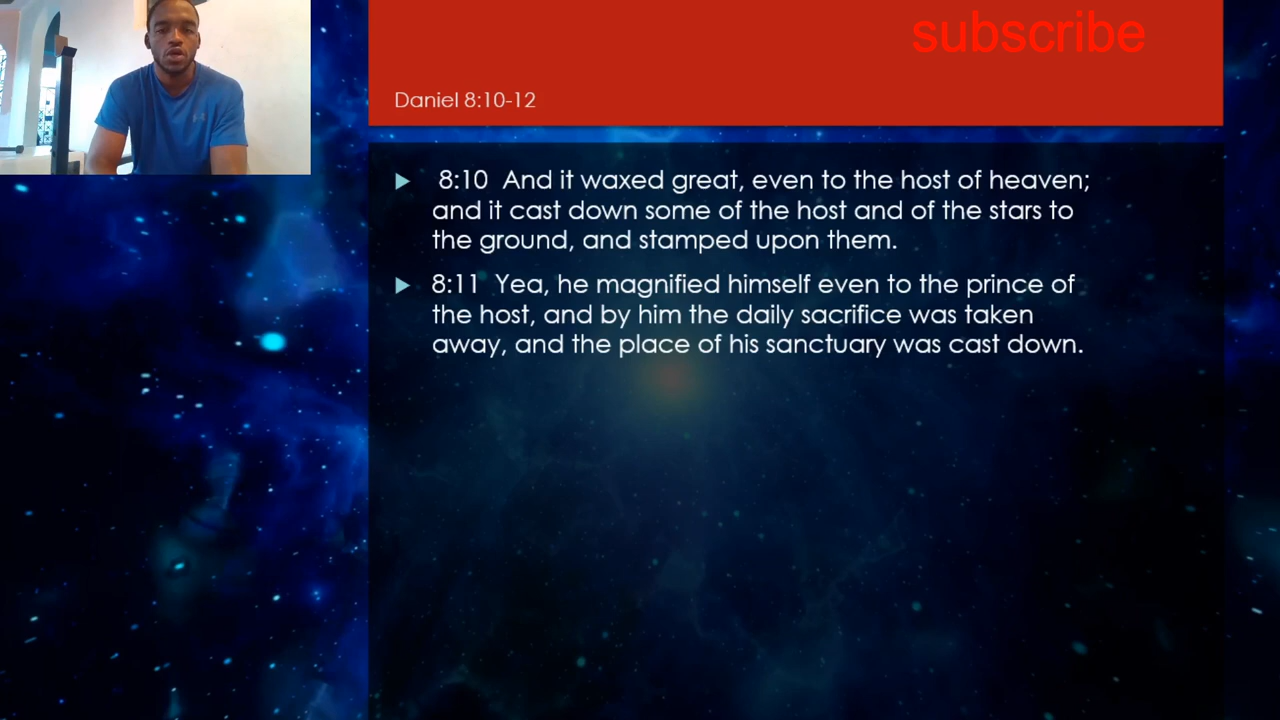 subscribe
Daniel 8:10-12
8:10 And it waxed great, even to the host of heaven;
and it cast down some of the host and of the stars to
the ground, and stamped upon them.
8:11 Yea, he magnified himself even to the prince of
the host, and by him the daily sacrifice was taken
away, and the place of his sanctuary was cast down.